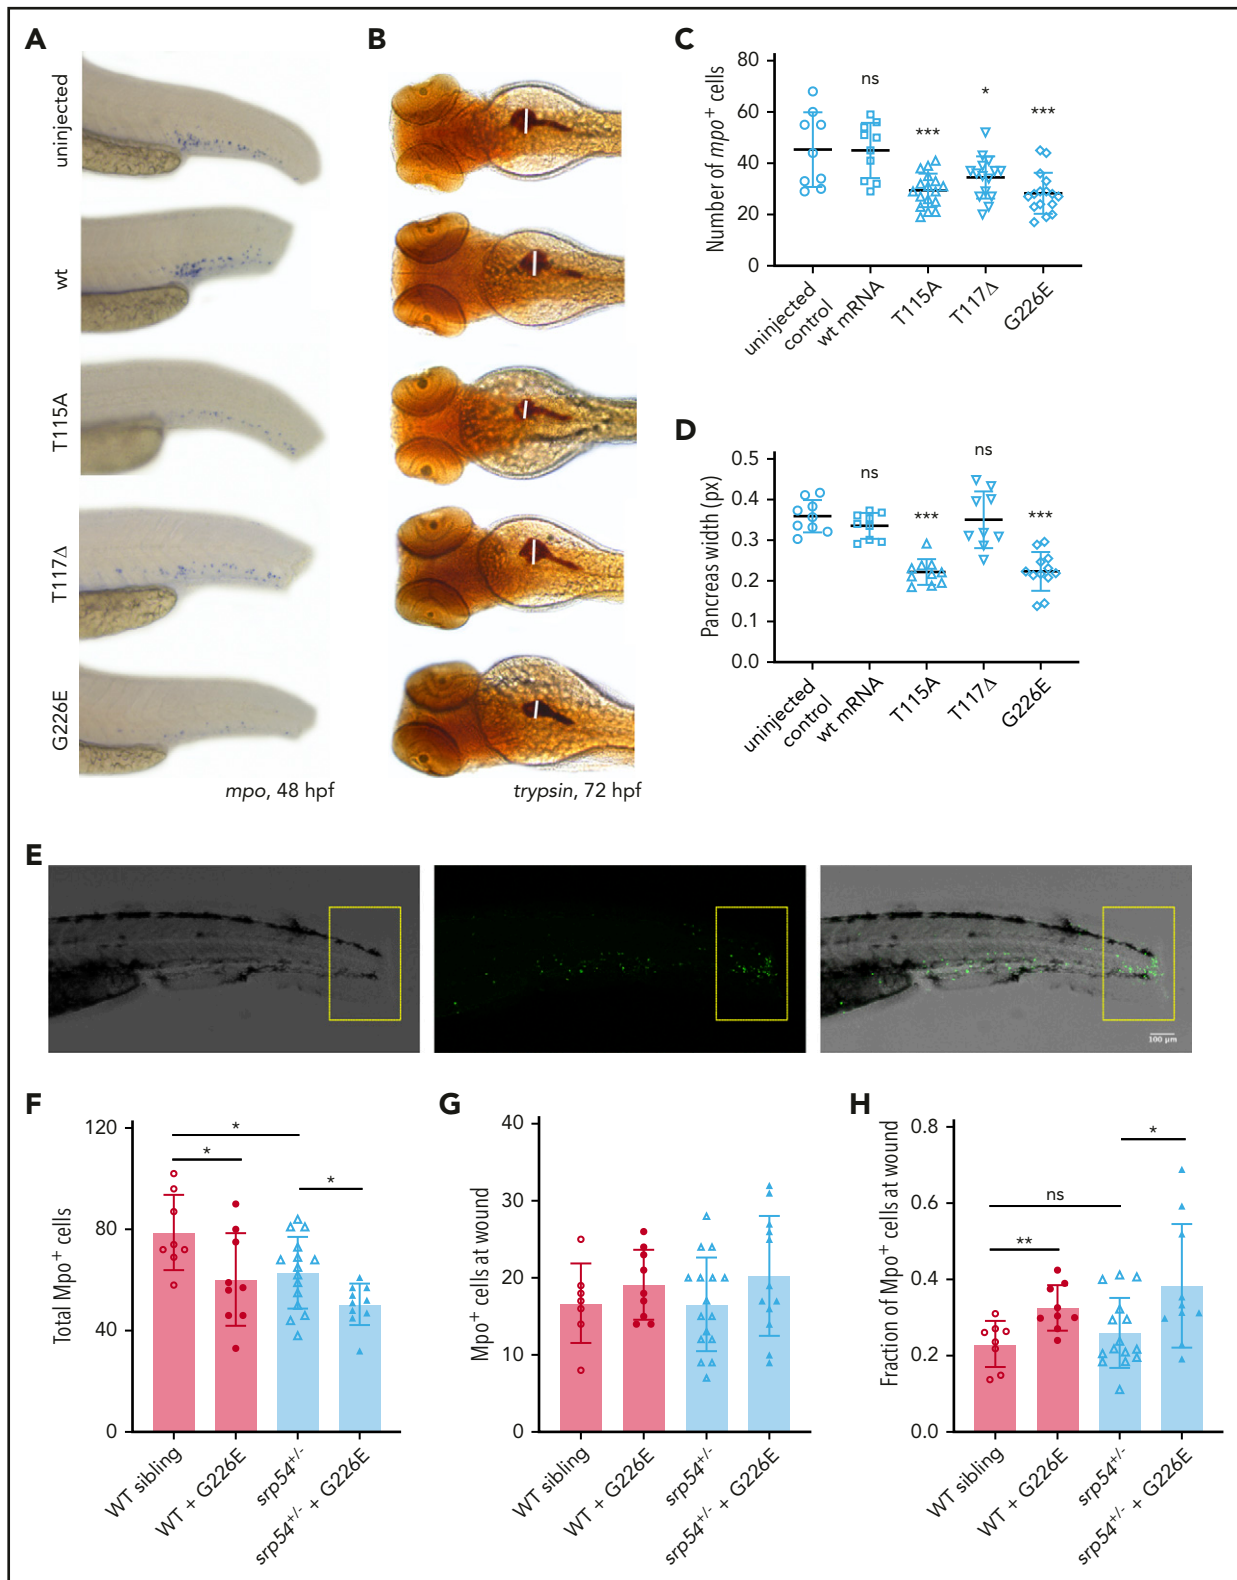 A
B
uninjected
wt
T115A
T117Δ
G226E
mpo, 48 hpf
trypsin, 72 hpf
C
Number of mpo+ cells
80
60
40
20
0
ns
***
*
***
uninjected control
wt mRNA
T115A
T117Δ
G226E
D
Pancreas width (px)
0.5
0.4
0.3
0.2
0.1
0.0
ns
***
ns
***
uninjected control
wt mRNA
T115A
T117Δ
G226E
E
100 µm
F
Total Mpo+ cells
120
80
40
0
*
*
*
WT sibling
WT + G226E
srp54+/-
srp54+/- + G226E
G
Mpo+ cells at wound
40
30
20
10
0
WT sibling
WT + G226E
srp54+/-
srp54+/- + G226E
H
Fraction of Mpo+ cells at wound
0.8
0.6
0.4
0.2
0.0
*
ns
**
WT sibling
WT + G226E
srp54+/-
srp54+/- + G226E